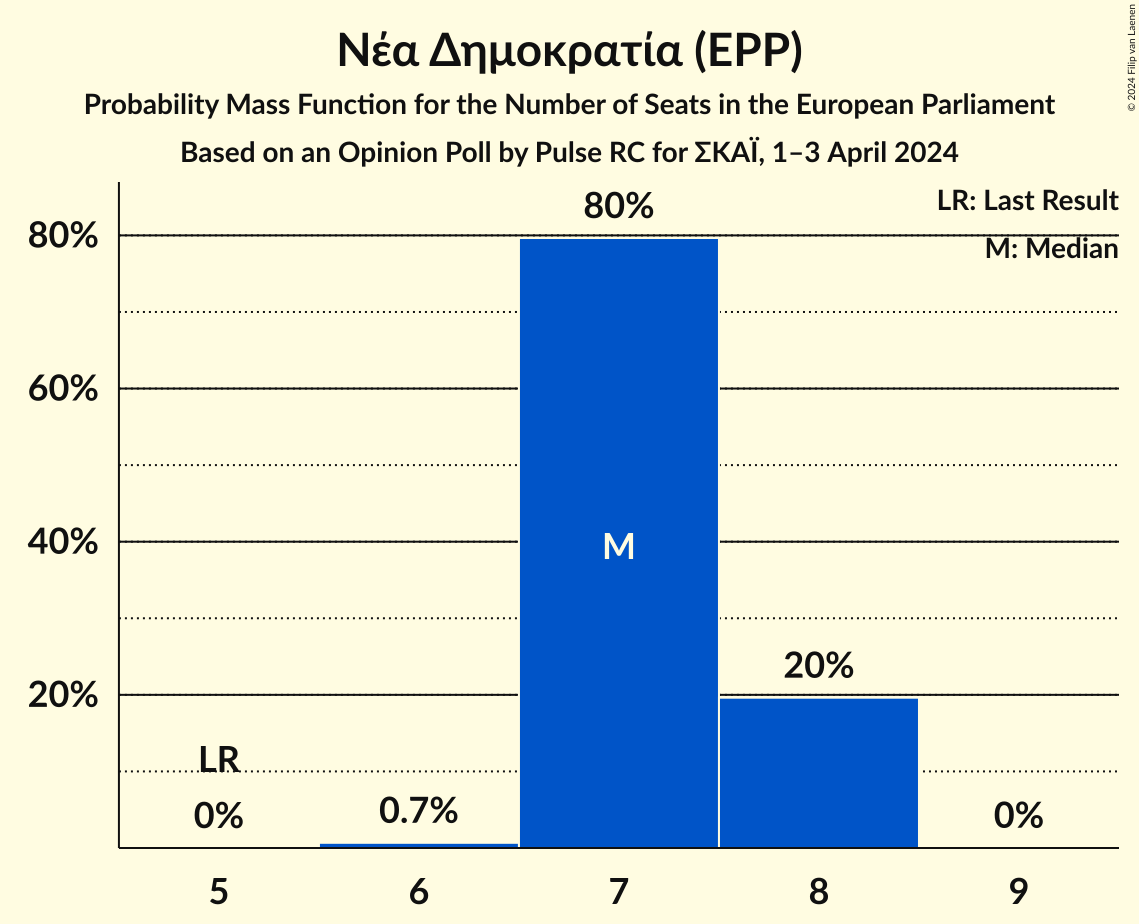 Νέα Δημοκρατία (EPP)
Probability Mass Function for the Number of Seats in the European Parliament
Based on an Opinion Poll by Pulse RC for ΣΚΑΪ, 1–3 April 2024
© 2024 Filip van Laenen
LR: Last Result
M: Median
80%
80%
60%
40%
20%
M
20%
LR
0%
0.7%
0%
5 6 7 8 9